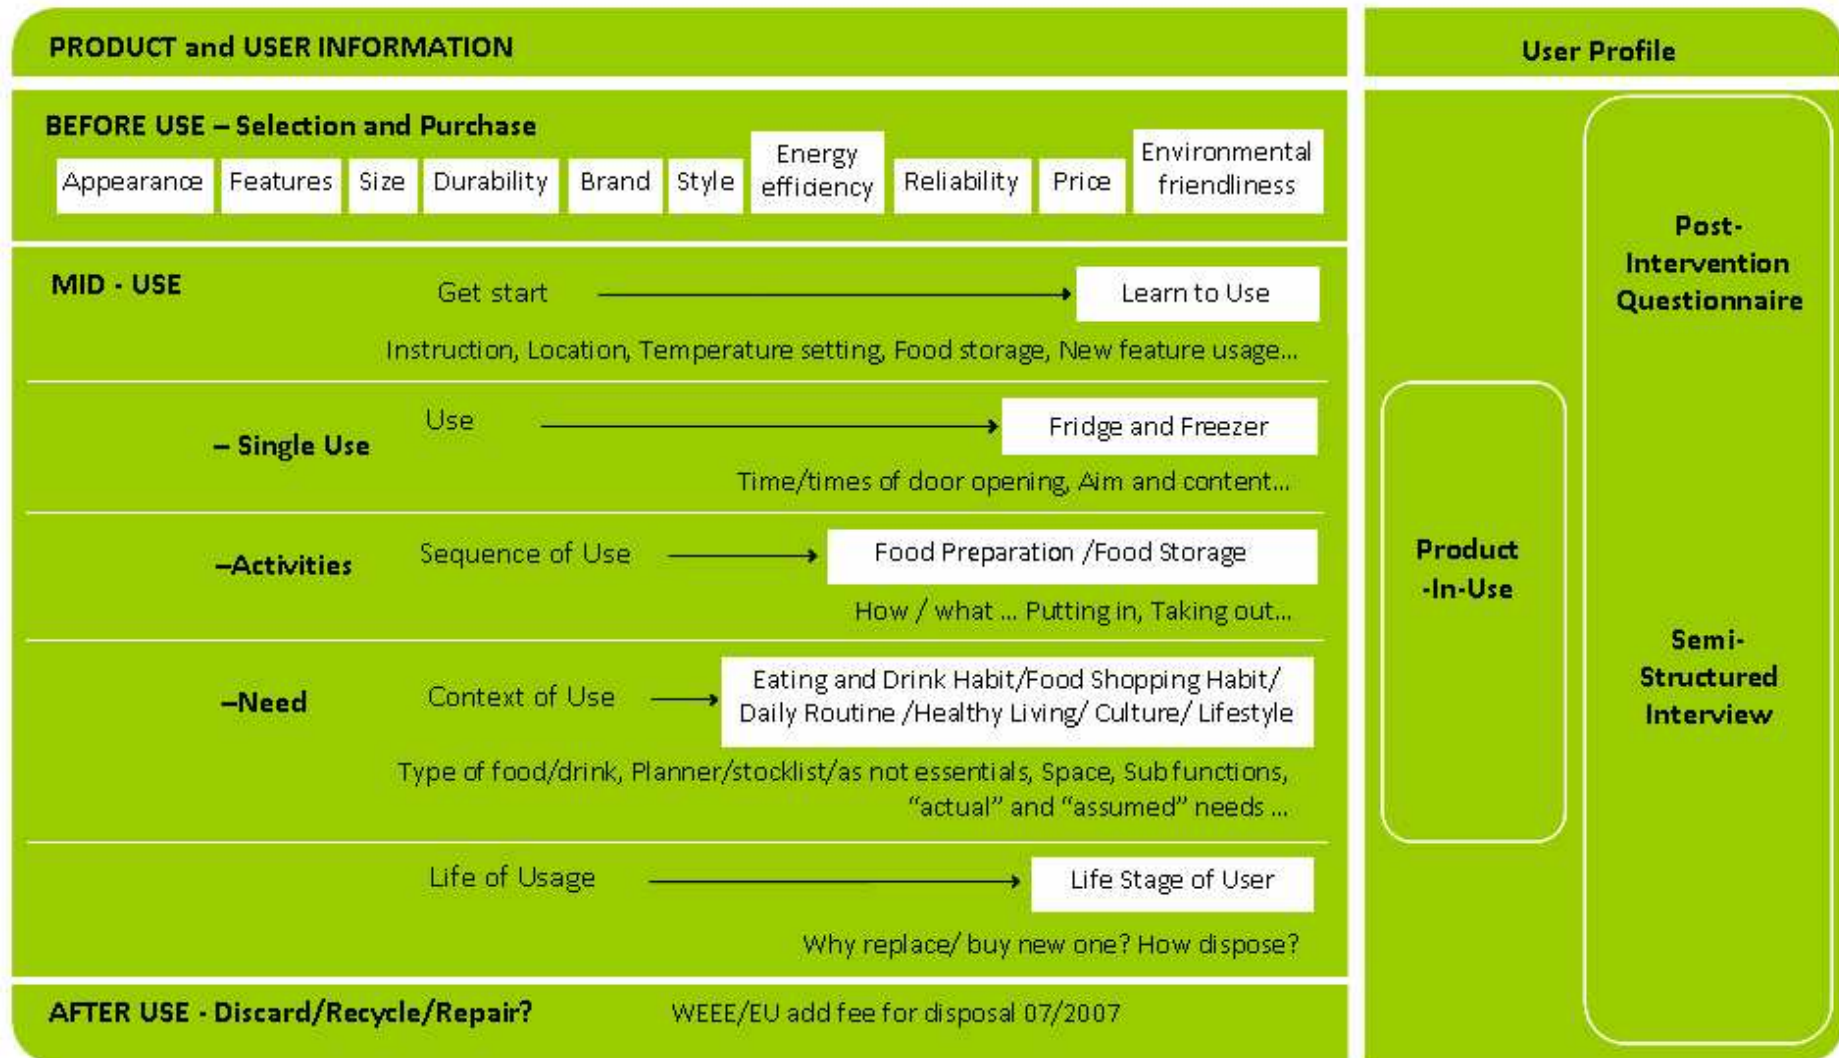 PRODUCT and USER INFORMATION
User Profile
BEFORE USE – Selection and Purchase
Appearance
Features
Size
Durability
Brand
Style
Energy
efficiency
Reliability
Price
Environmental
friendliness
MID - USE
Get start
Learn to Use
Instruction, Location, Temperature setting, Food storage, New feature usage...
– Single Use
Use
Fridge and Freezer
Time/times of door opening, Aim and content...
–Activities
Sequence of Use
Food Preparation /Food Storage
How / what ... Putting in, Taking out...
–Need
Context of Use
Eating and Drink Habit/Food Shopping Habit/
Daily Routine /Healthy Living/ Culture/ Lifestyle
Type of food/drink, Planner/stocklist/as not essentials, Space, Sub functions,
“actual” and “assumed” needs ...
Life of Usage
Life Stage of User
Why replace/ buy new one? How dispose?
AFTER USE - Discard/Recycle/Repair?
WEEE/EU add fee for disposal 07/2007
Product
-In-Use
Post-
Intervention
Questionnaire
Semi-
Structured
Interview